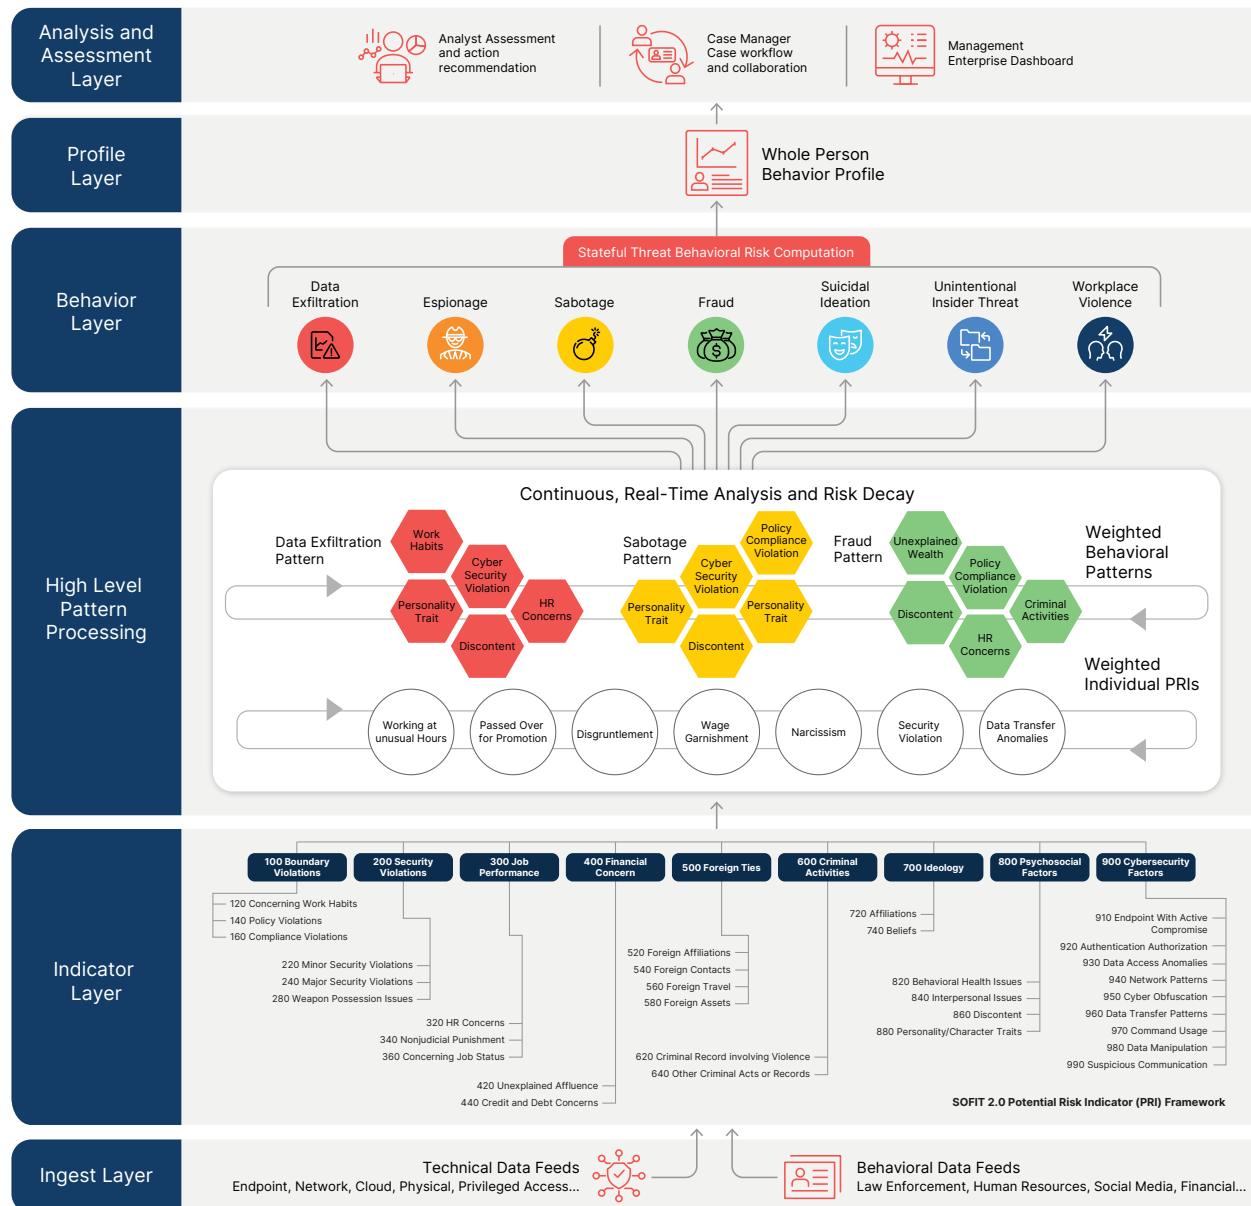 Analysis and
Assessment
Layer
Analyst Assessment
and action
recommendation
Case Manager
Case workflow
and collaboration
Management
Enterprise Dashboard
Profile
Layer
Whole Person
Behavior Profile
Behavior
Layer
Stateful Threat Behavioral Risk Computation
Data
Exfiltration
Espionage
Sabotage
Fraud
Suicidal
Ideation
Unintentional
Insider Threat
Workplace
Violence
High Level
Pattern
Processing
Continuous, Real-Time Analysis and Risk Decay
Data Exfiltration
Pattern
Work
Habits
Cyber
Security
Violation
Personality
Trait
HR
Concerns
Discontent
Sabotage
Pattern
Policy
Compliance
Violation
Cyber
Security
Violation
Personality
Trait
Personality
Trait
Discontent
Fraud
Pattern
Unexplained
Wealth
Policy
Compliance
Violation
Discontent
Criminal
Activities
HR
Concerns
Weighted
Behavioral
Patterns
Weighted
Individual PRIs
Working at
unusual Hours
Passed Over
for Promotion
Disgruntlement
Wage
Garnishment
Narcissism
Security
Violation
Data Transfer
Anomalies
Indicator
Layer
100 Boundary
Violations
120 Concerning Work Habits
140 Policy Violations
160 Compliance Violations
200 Security
Violations
220 Minor Security Violations
240 Major Security Violations
280 Weapon Possession Issues
300 Job
Performance
320 HR Concerns
340 Nonjudicial Punishment
360 Concerning Job Status
400 Financial
Concern
420 Unexplained Affluence
440 Credit and Debt Concerns
500 Foreign Ties
520 Foreign Affiliations
540 Foreign Contacts
560 Foreign Travel
580 Foreign Assets
600 Criminal
Activities
620 Criminal Record involving Violence
640 Other Criminal Acts or Records
700 Ideology
720 Affiliations
740 Beliefs
800 Psychosocial
Factors
820 Behavioral Health Issues
840 Interpersonal Issues
860 Discontent
880 Personality/Character Traits
900 Cybersecurity
Factors
910 Endpoint With Active
Compromise
920 Authentication Authorization
930 Data Access Anomalies
940 Network Patterns
950 Cyber Obfuscation
960 Data Transfer Patterns
970 Command Usage
980 Data Manipulation
990 Suspicious Communication
SOFIT 2.0 Potential Risk Indicator (PRI) Framework
Ingest Layer
Technical Data Feeds
Endpoint, Network, Cloud, Physical, Privileged Access...
Behavioral Data Feeds
Law Enforcement, Human Resources, Social Media, Financial...